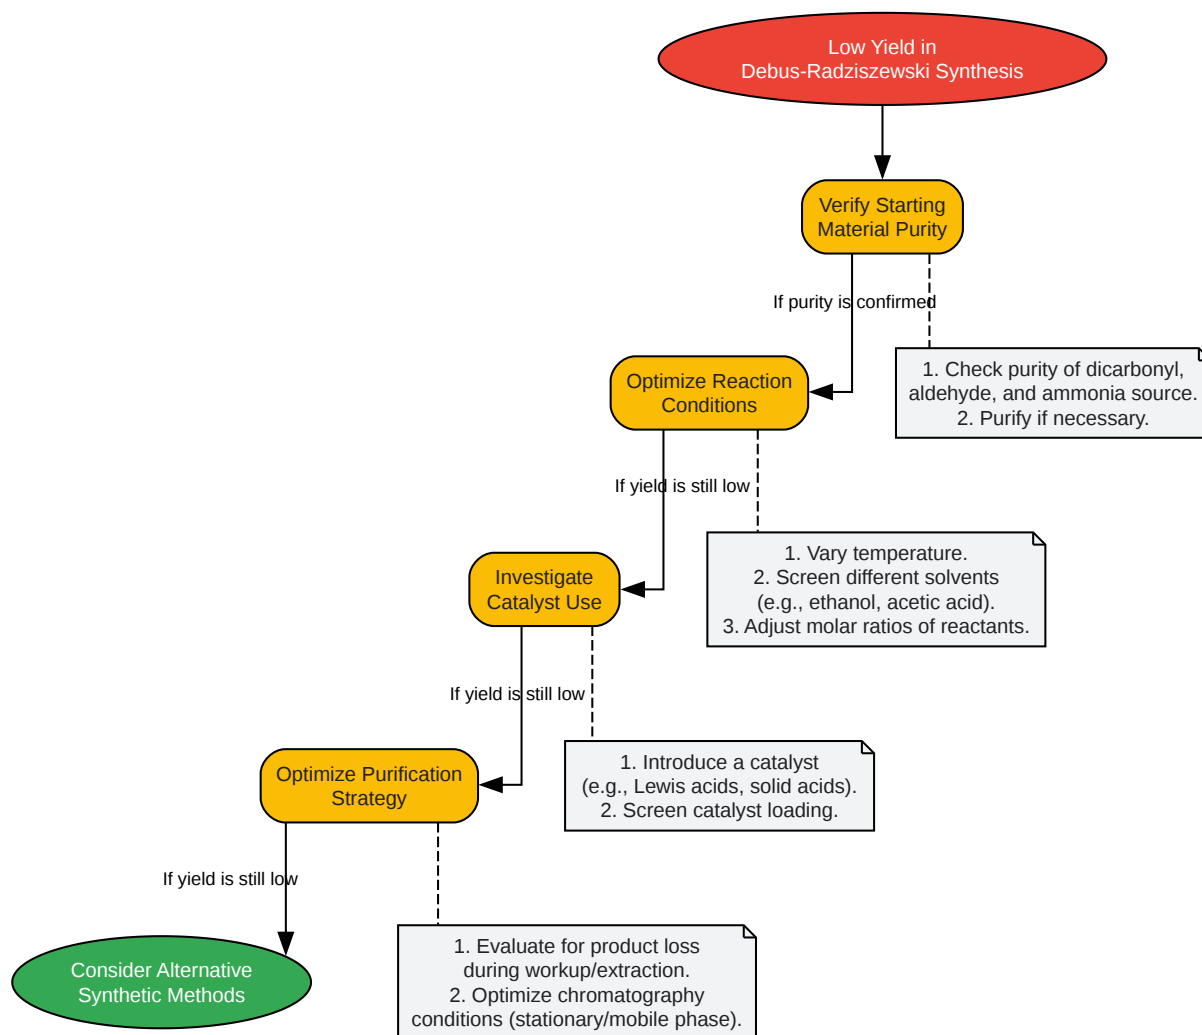 Low Yield in
Debus-Radziszewski Synthesis
Verify Starting
Material Purity
If purity is confirmed
1. Check purity of dicarbonyl,
aldehyde, and ammonia source.
2. Purify if necessary.
Optimize Reaction
Conditions
If yield is still low
1. Vary temperature.
2. Screen different solvents
(e.g., ethanol, acetic acid).
3. Adjust molar ratios of reactants.
Investigate
Catalyst Use
If yield is still low
1. Introduce a catalyst
(e.g., Lewis acids, solid acids).
2. Screen catalyst loading.
Optimize Purification
Strategy
If yield is still low
1. Evaluate for product loss
during workup/extraction.
2. Optimize chromatography
conditions (stationary/mobile phase).
Consider Alternative
Synthetic Methods